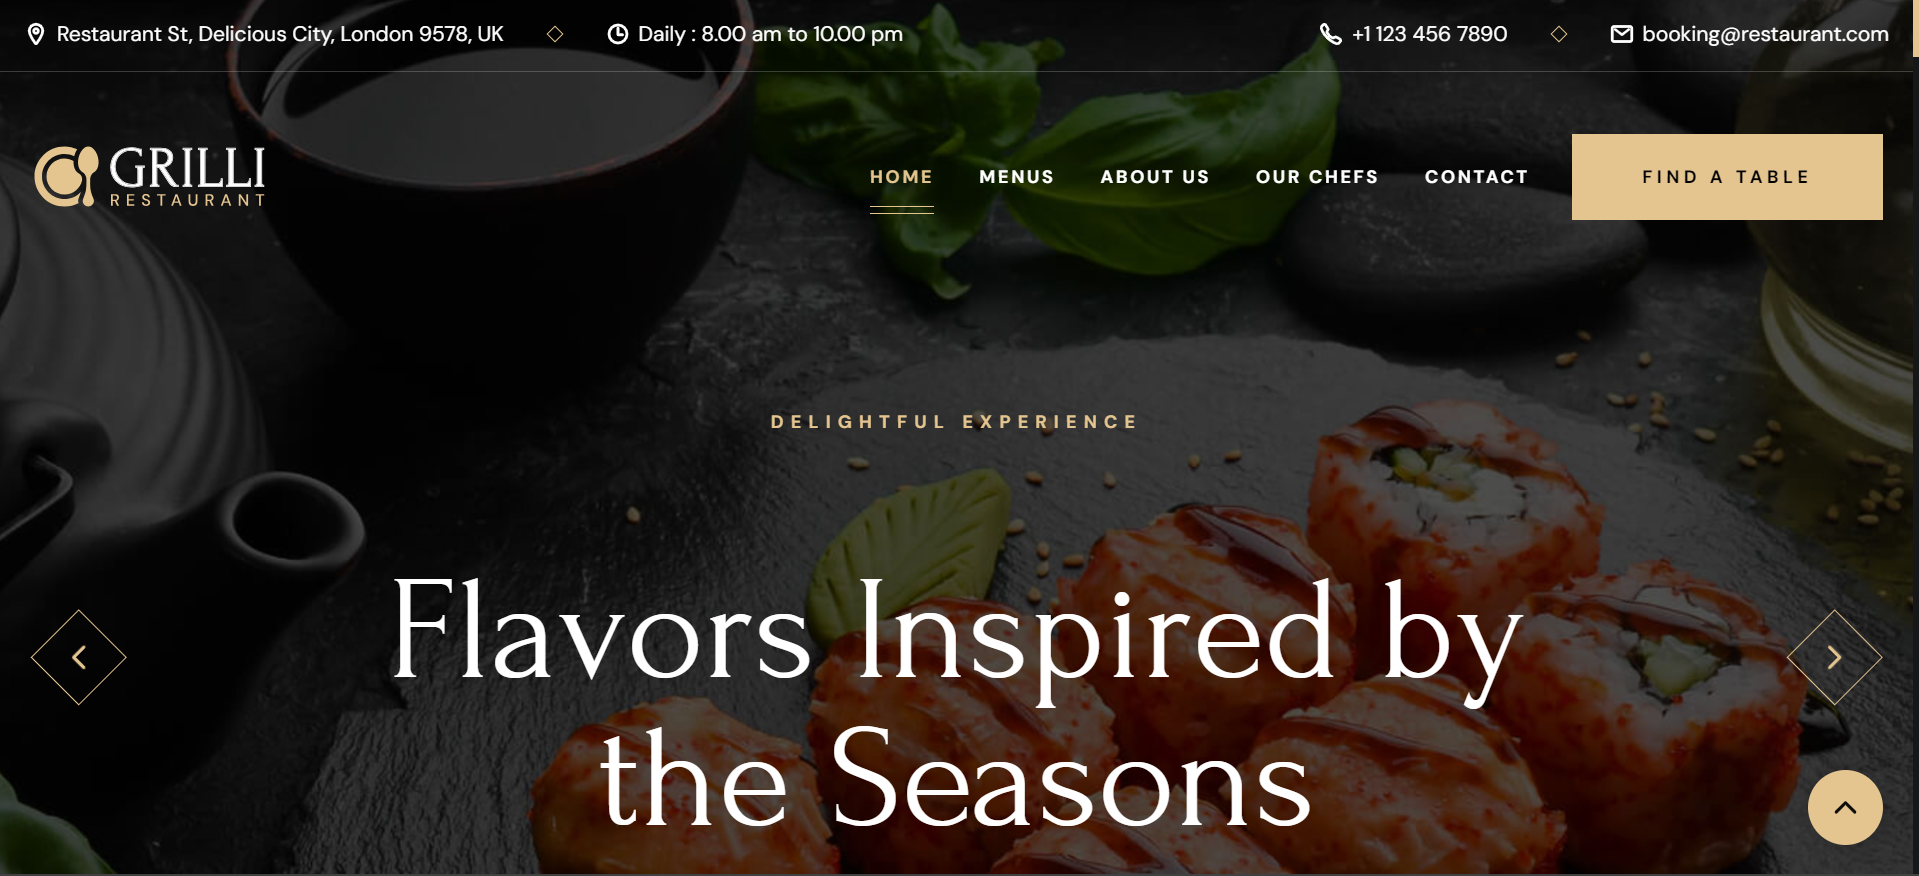 Restaurant St, Delicious City, London 9578, UK
Daily : 8.00 am to 10.00 pm
+1 123 456 7890
booking@restaurant.com
GRILLI
RESTAURANT
HOME
MENUS
ABOUT US
OUR CHEFS
CONTACT
FIND A TABLE
DELIGHTFUL EXPERIENCE
Flavors Inspired by
the Seasons